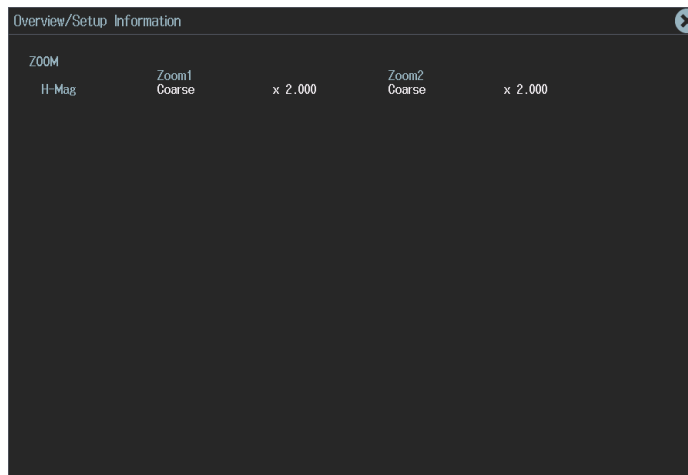 Overview/Setup Information
ZOOM
Zoom1 Zoom2
H-Mag Coarse x 2.000 Coarse x 2.000